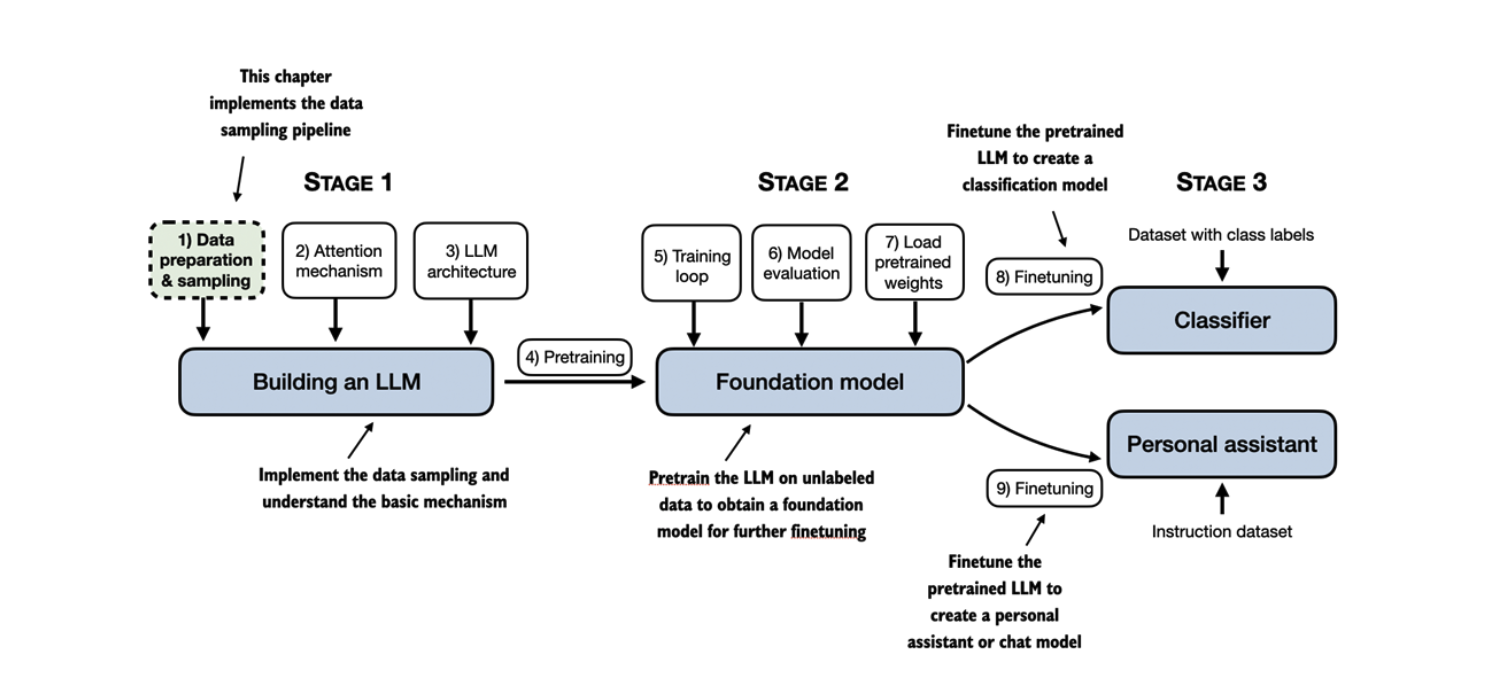 This chapter
implements the data
sampling pipeline
STAGE 1
1) Data
preparation
& sampling
2) Attention
mechanism
3) LLM
architecture
Building an LLM
Implement the data sampling and
understand the basic mechanism
4) Pretraining
STAGE 2
5) Training
loop
6) Model
evaluation
7) Load
pretrained
weights
Foundation model
Pretrain the LLM on unlabeled
data to obtain a foundation
model for further finetuning
Finetune the pretrained
LLM to create a
classification model
STAGE 3
8) Finetuning
Dataset with class labels
Classifier
Personal assistant
9) Finetuning
Instruction dataset
Finetune the
pretrained LLM to
create a personal
assistant or chat model